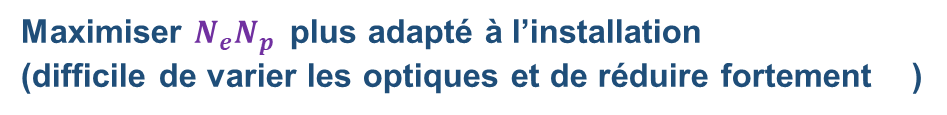 Maximiser NₑNₚ plus adapté à l’installation
(difficile de varier les optiques et de réduire fortement )